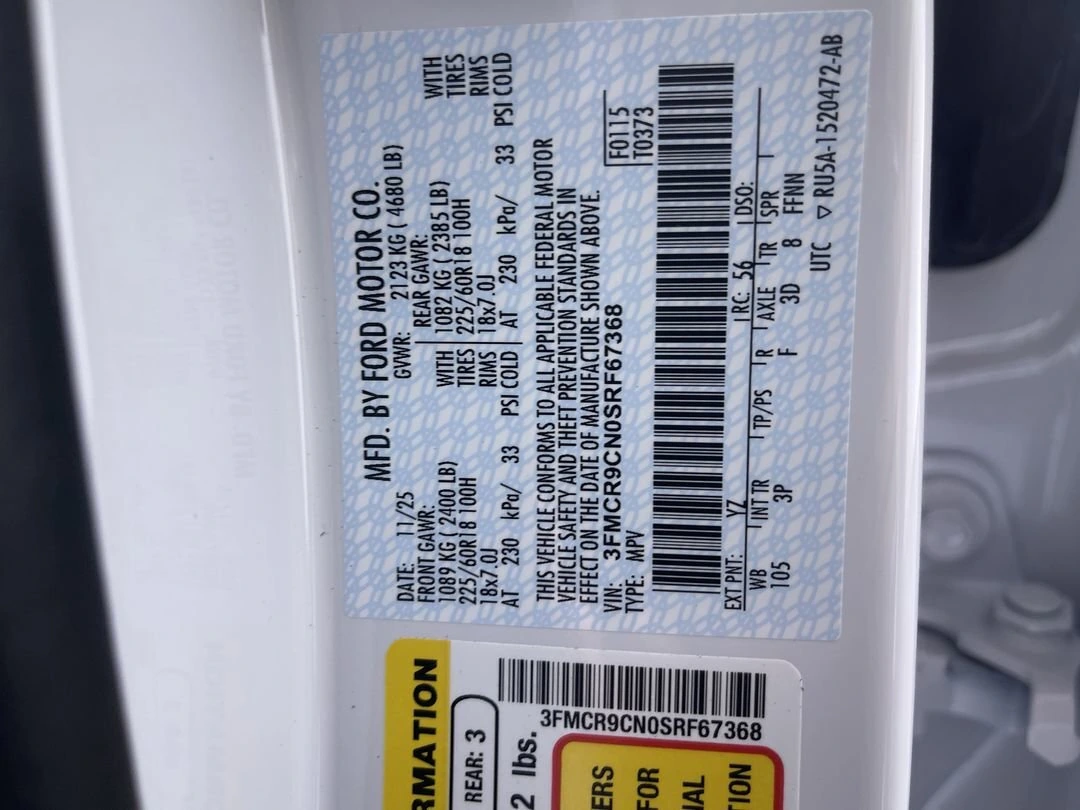 MFD. BY FORD MOTOR CO.
DATE: 11/25 GVWR: 2123 KG ( 4680 LB)
FRONT GAWR: REAR GAWR:
1089 KG ( 2400 LB) WITH 1082 KG ( 2385 LB) WITH
225/60R18 100H TIRES 225/60R18 100H TIRES
18x7.0J RIMS 18x7.0J RIMS
AT 230 kPa/ 33 PSI COLD AT 230 kPa/ 33 PSI COLD
THIS VEHICLE CONFORMS TO ALL APPLICABLE FEDERAL MOTOR
VEHICLE SAFETY AND THEFT PREVENTION STANDARDS IN
EFFECT ON THE DATE OF MANUFACTURE SHOWN ABOVE.
VIN: 3FMCR9CN0SRF67368 F0115
TYPE: MPV T0373
EXT PNT: YZ RC: 56 DSO:
WB INT TR TP/PS R AXLE TR SPR
105 3P F 3D 8 FFNN
UTC ▽ RU5A-1520472-AB
RMATION
REAR: 3
2 lbs.
3FMCR9CN0SRF67368
ERS
FOR
IAL
TION